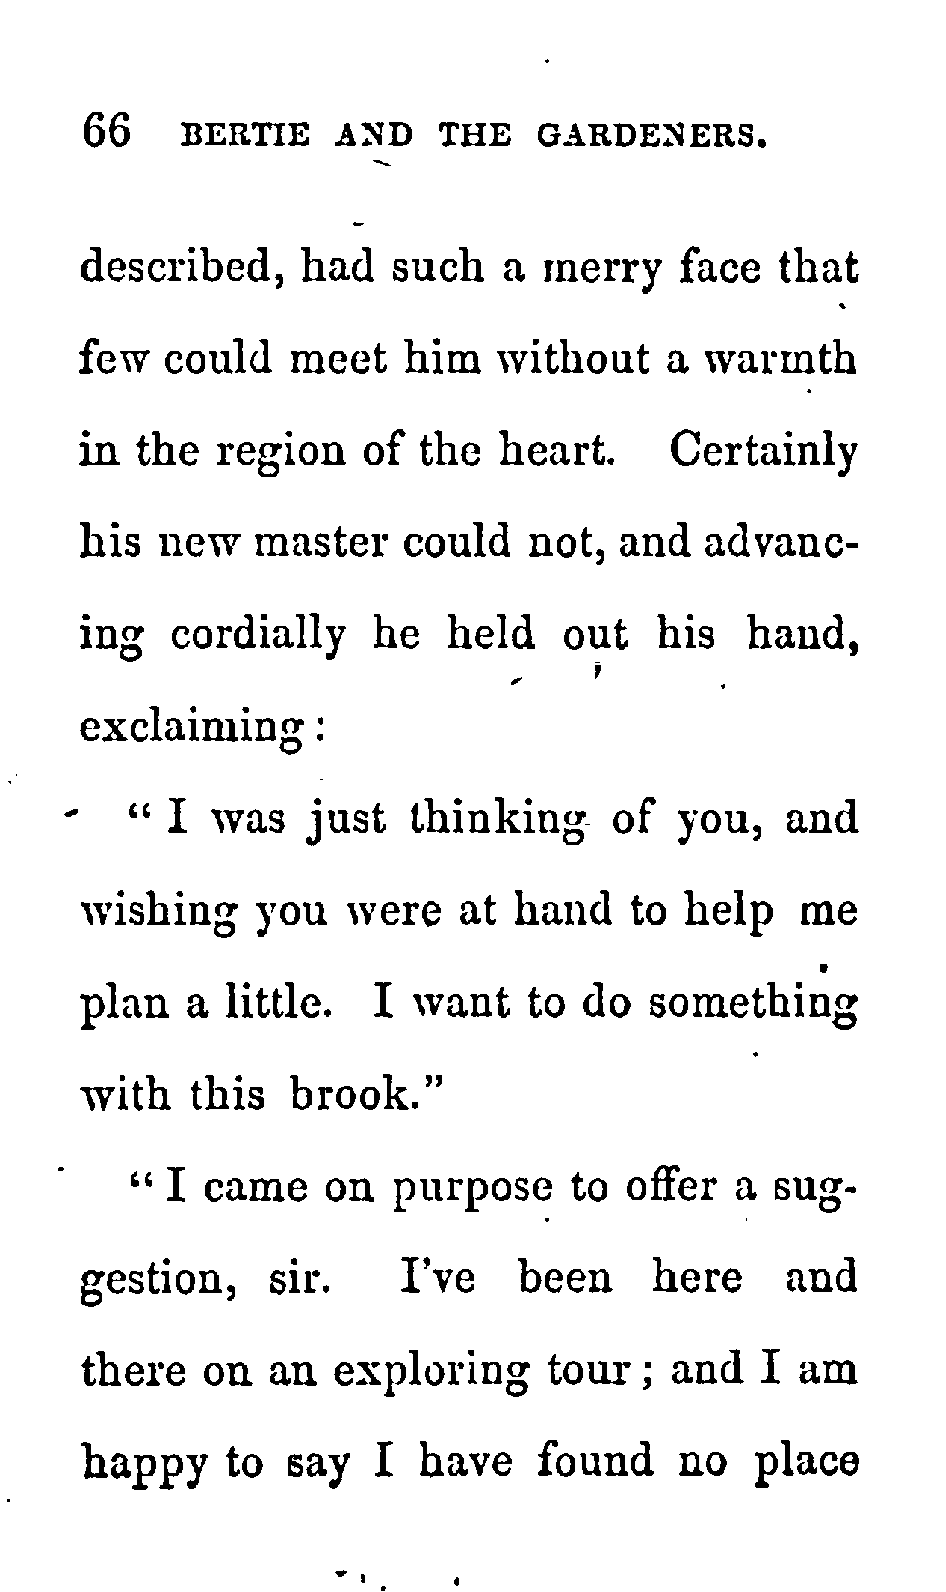 66 BERTIE AND THE GARDENERS.
described, had such a merry face that
few could meet him without a warmth
in the region of the heart. Certainly
his new master could not, and advanc-
ing cordially he held out his hand,
exclaiming:
“ I was just thinking of you, and
wishing you were at hand to help me
plan a little. I want to do something
with this brook.”
“ I came on purpose to offer a sug-
gestion, sir. I've been here and
there on an exploring tour; and I am
happy to say I have found no place